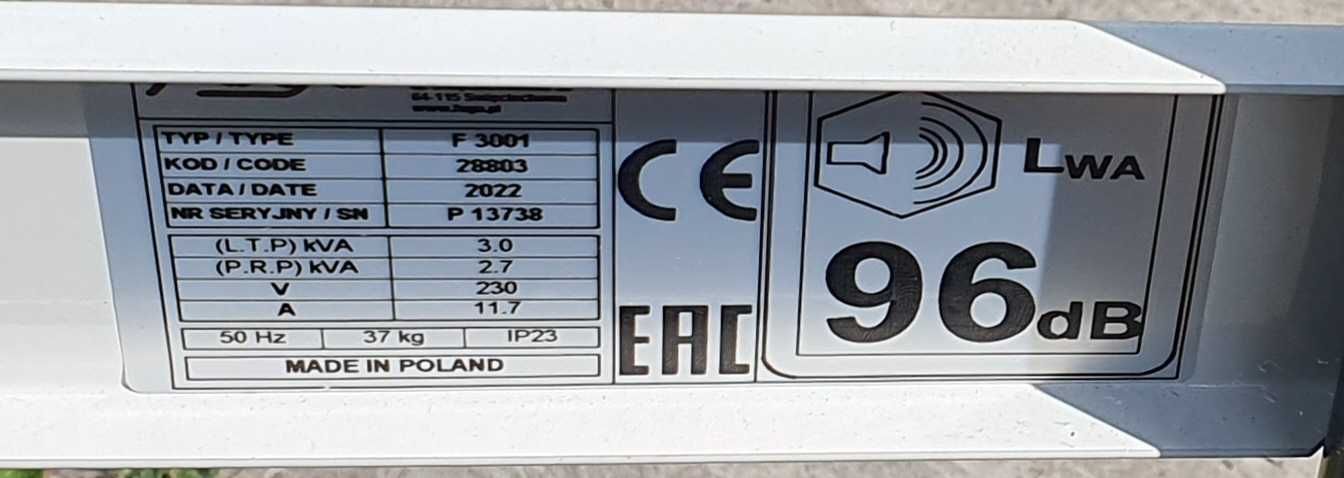 64-115 Święciechowa
www.fogo.pl
TYP / TYPE F 3001
KOD / CODE 28803
DATA / DATE 2022
NR SERYJNY / SN P 13738
(L.T.P) kVA 3.0
(P.R.P) kVA 2.7
V 230
A 11.7
50 Hz 37 kg IP23
MADE IN POLAND
CE
EAC
LWA
96dB